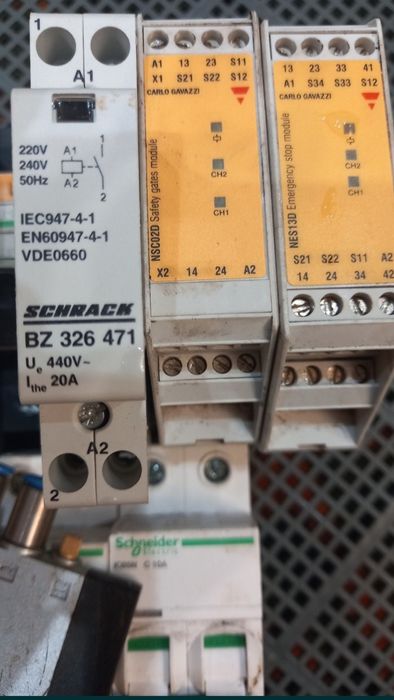 1
A1
220V
240V
50Hz
A1
A2
1
2
IEC947-4-1
EN60947-4-1
VDE0660
SCHRACK
BZ 326 471
Ue 440V~
Ithe 20A
A2
2
A1 13 23 S11
X1 S21 S22 S12
CARLO GAVAZZI
NSC02D Safety gates module
CH2
CH1
X2 14 24 A2
13 23 33 41
A1 S34 S33 S12
CARLO GAVAZZI
NES13D Emergency stop module
CH2
CH1
S21 S22 S11 A2
14 24 34 42
Schneider
Electric
C 10A